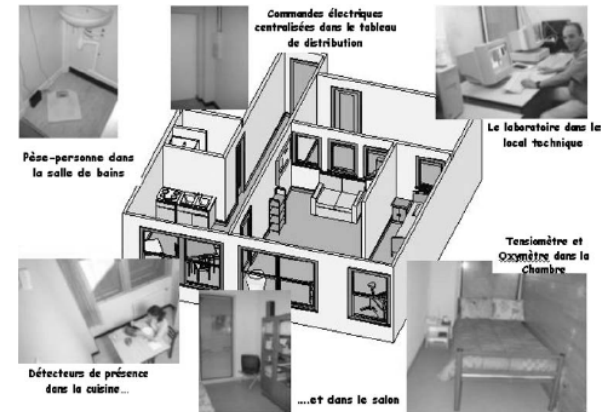 Commandes électriques
centralisées dans le tableau
de distribution
Le laboratoire dans le
local technique
Pèse-personne dans
la salle de bains
Tensiomètre et
Oxymètre dans la
Chambre
Détecteurs de présence
dans la cuisine...
....et dans le salon